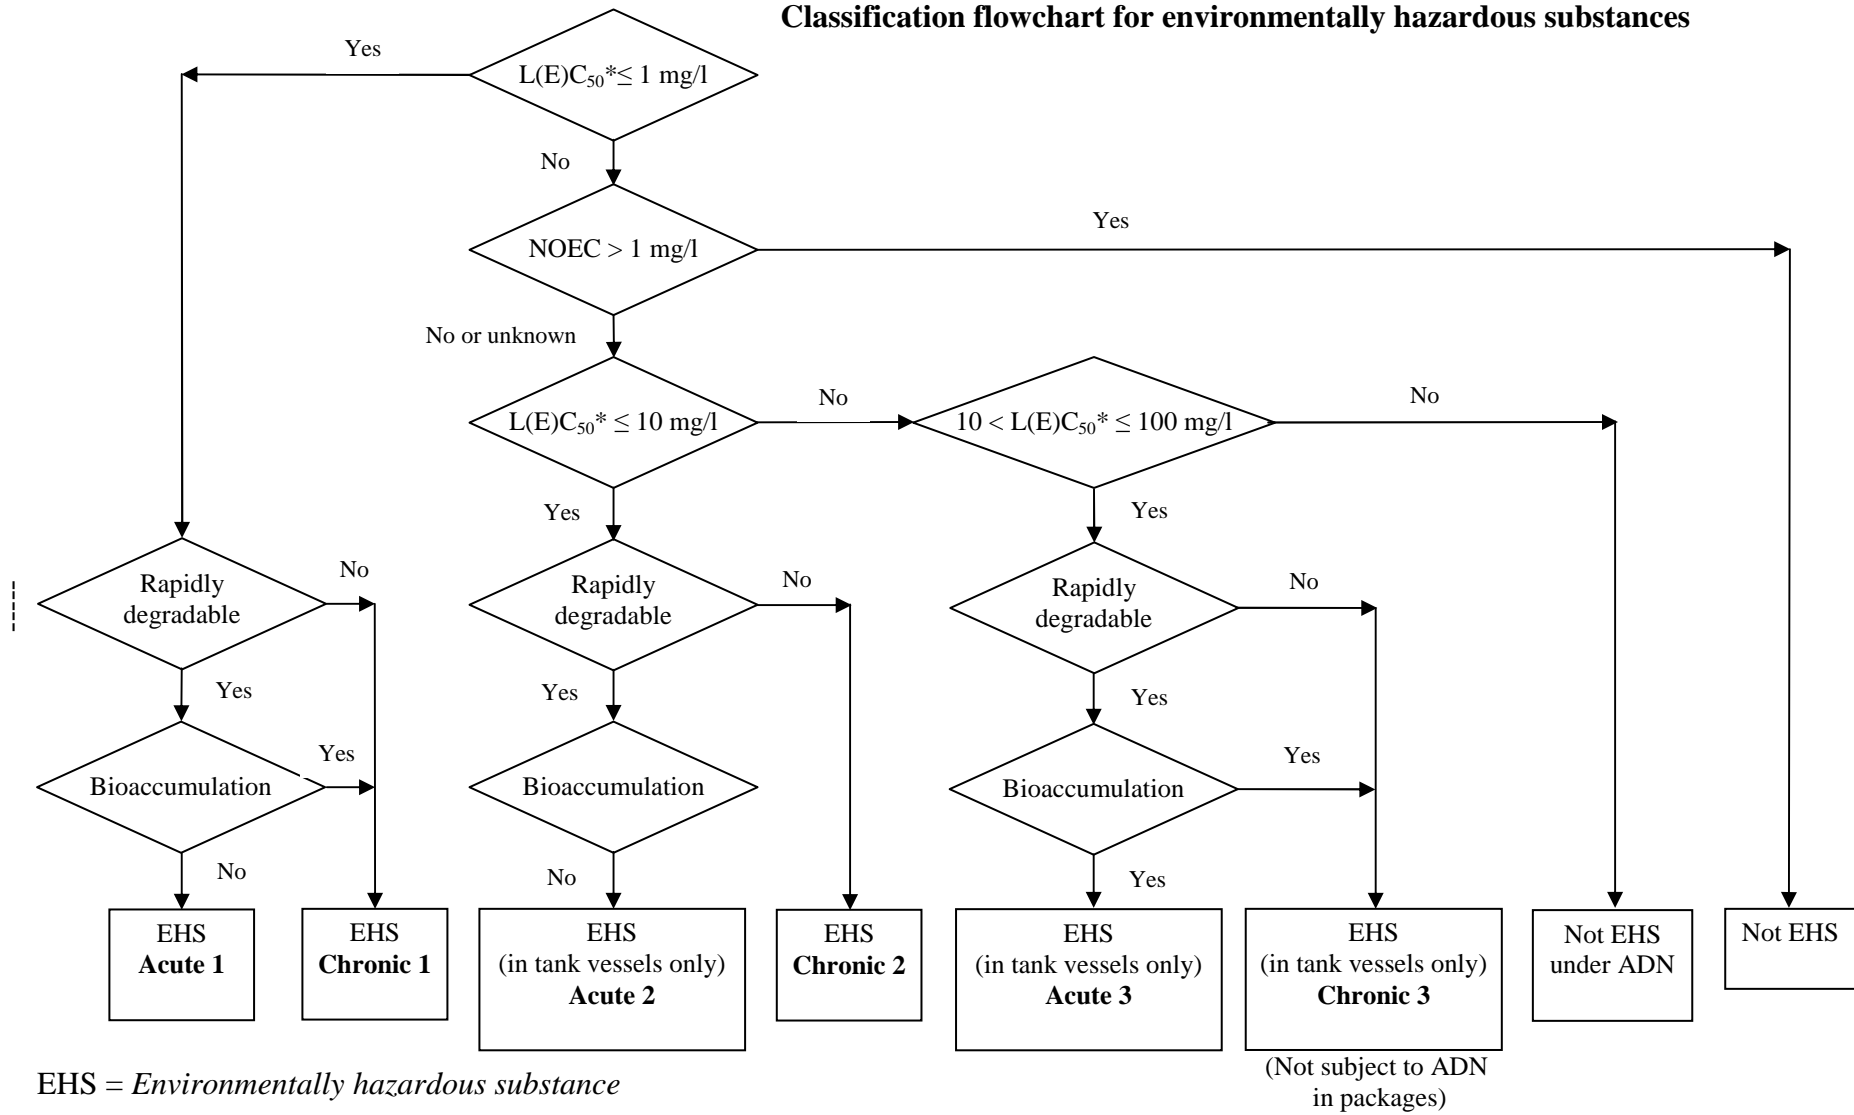 Classification flowchart for environmentally hazardous substances
Yes
L(E)C₅₀*≤ 1 mg/l
No
Yes
NOEC > 1 mg/l
No or unknown
L(E)C₅₀* ≤ 10 mg/l
No
10 < L(E)C₅₀* ≤ 100 mg/l
No
Yes
Yes
Rapidly
degradable
No
Rapidly
degradable
No
Rapidly
degradable
No
Yes
Yes
Yes
Bioaccumulation
Yes
Bioaccumulation
Bioaccumulation
Yes
No
No
Yes
EHS
Acute 1
EHS
Chronic 1
EHS
(in tank vessels only)
Acute 2
EHS
Chronic 2
EHS
(in tank vessels only)
Acute 3
EHS
(in tank vessels only)
Chronic 3
Not EHS
under ADN
Not EHS
(Not subject to ADN
in packages)
EHS = Environmentally hazardous substance